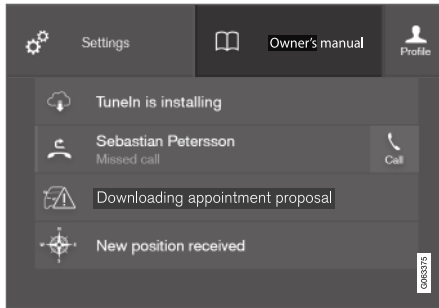 Settings
Owner's manual
Profile
TuneIn is installing
Sebastian Petersson
Missed call
Call
Downloading appointment proposal
New position received
G063375